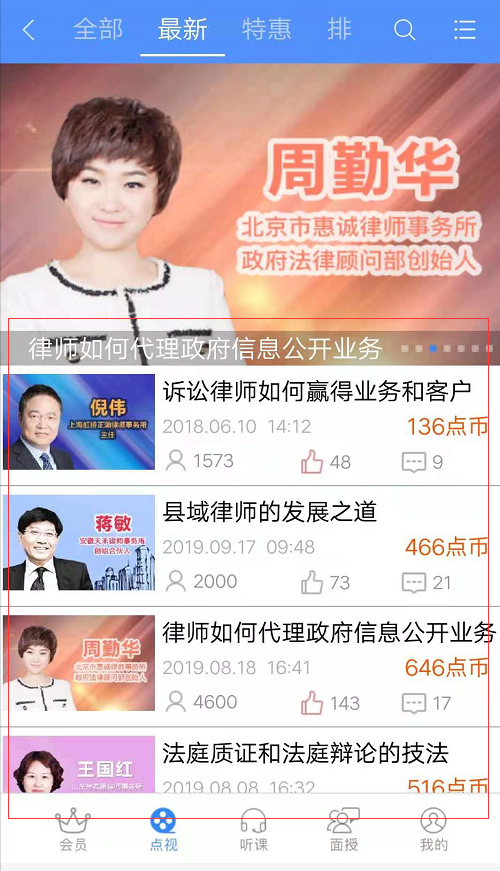 全部 最新 特惠 排
周勤华
北京市惠诚律师事务所
政府法律顾问部创始人
律师如何代理政府信息公开业务
倪伟
上海虹桥正瀚律师事务所
主任
诉讼律师如何赢得业务和客户
2018.06.10 14:12 136点币
1573 48 9
蒋敏
安徽天禾律师事务所
创始合伙人
县域律师的发展之道
2019.09.17 09:48 466点币
2000 73 21
周勤华
北京市惠诚律师事务所
政府法律顾问部创始人
律师如何代理政府信息公开业务
2019.08.18 16:41 646点币
4600 143 17
王国红
法庭质证和法庭辩论的技法
2019.08.08 16:32 516点币
会员 点视 听课 面授 我的